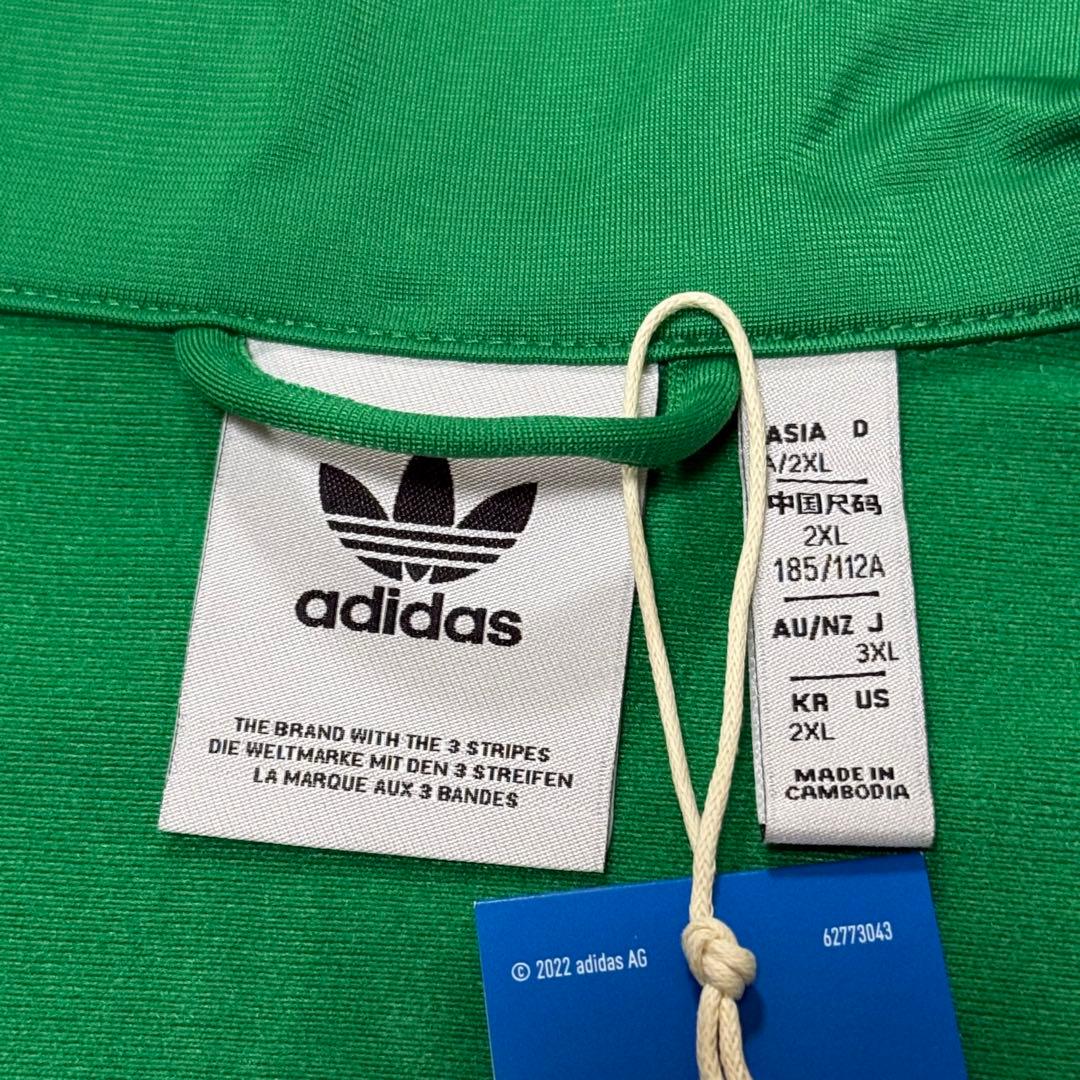 adidas
THE BRAND WITH THE 3 STRIPES
DIE WELTMARKE MIT DEN 3 STREIFEN
LA MARQUE AUX 3 BANDES
ASIA D
A/2XL
中国尺码
2XL
185/112A
AU/NZ J
3XL
KR US
2XL
MADE IN
CAMBODIA
© 2022 adidas AG
62773043